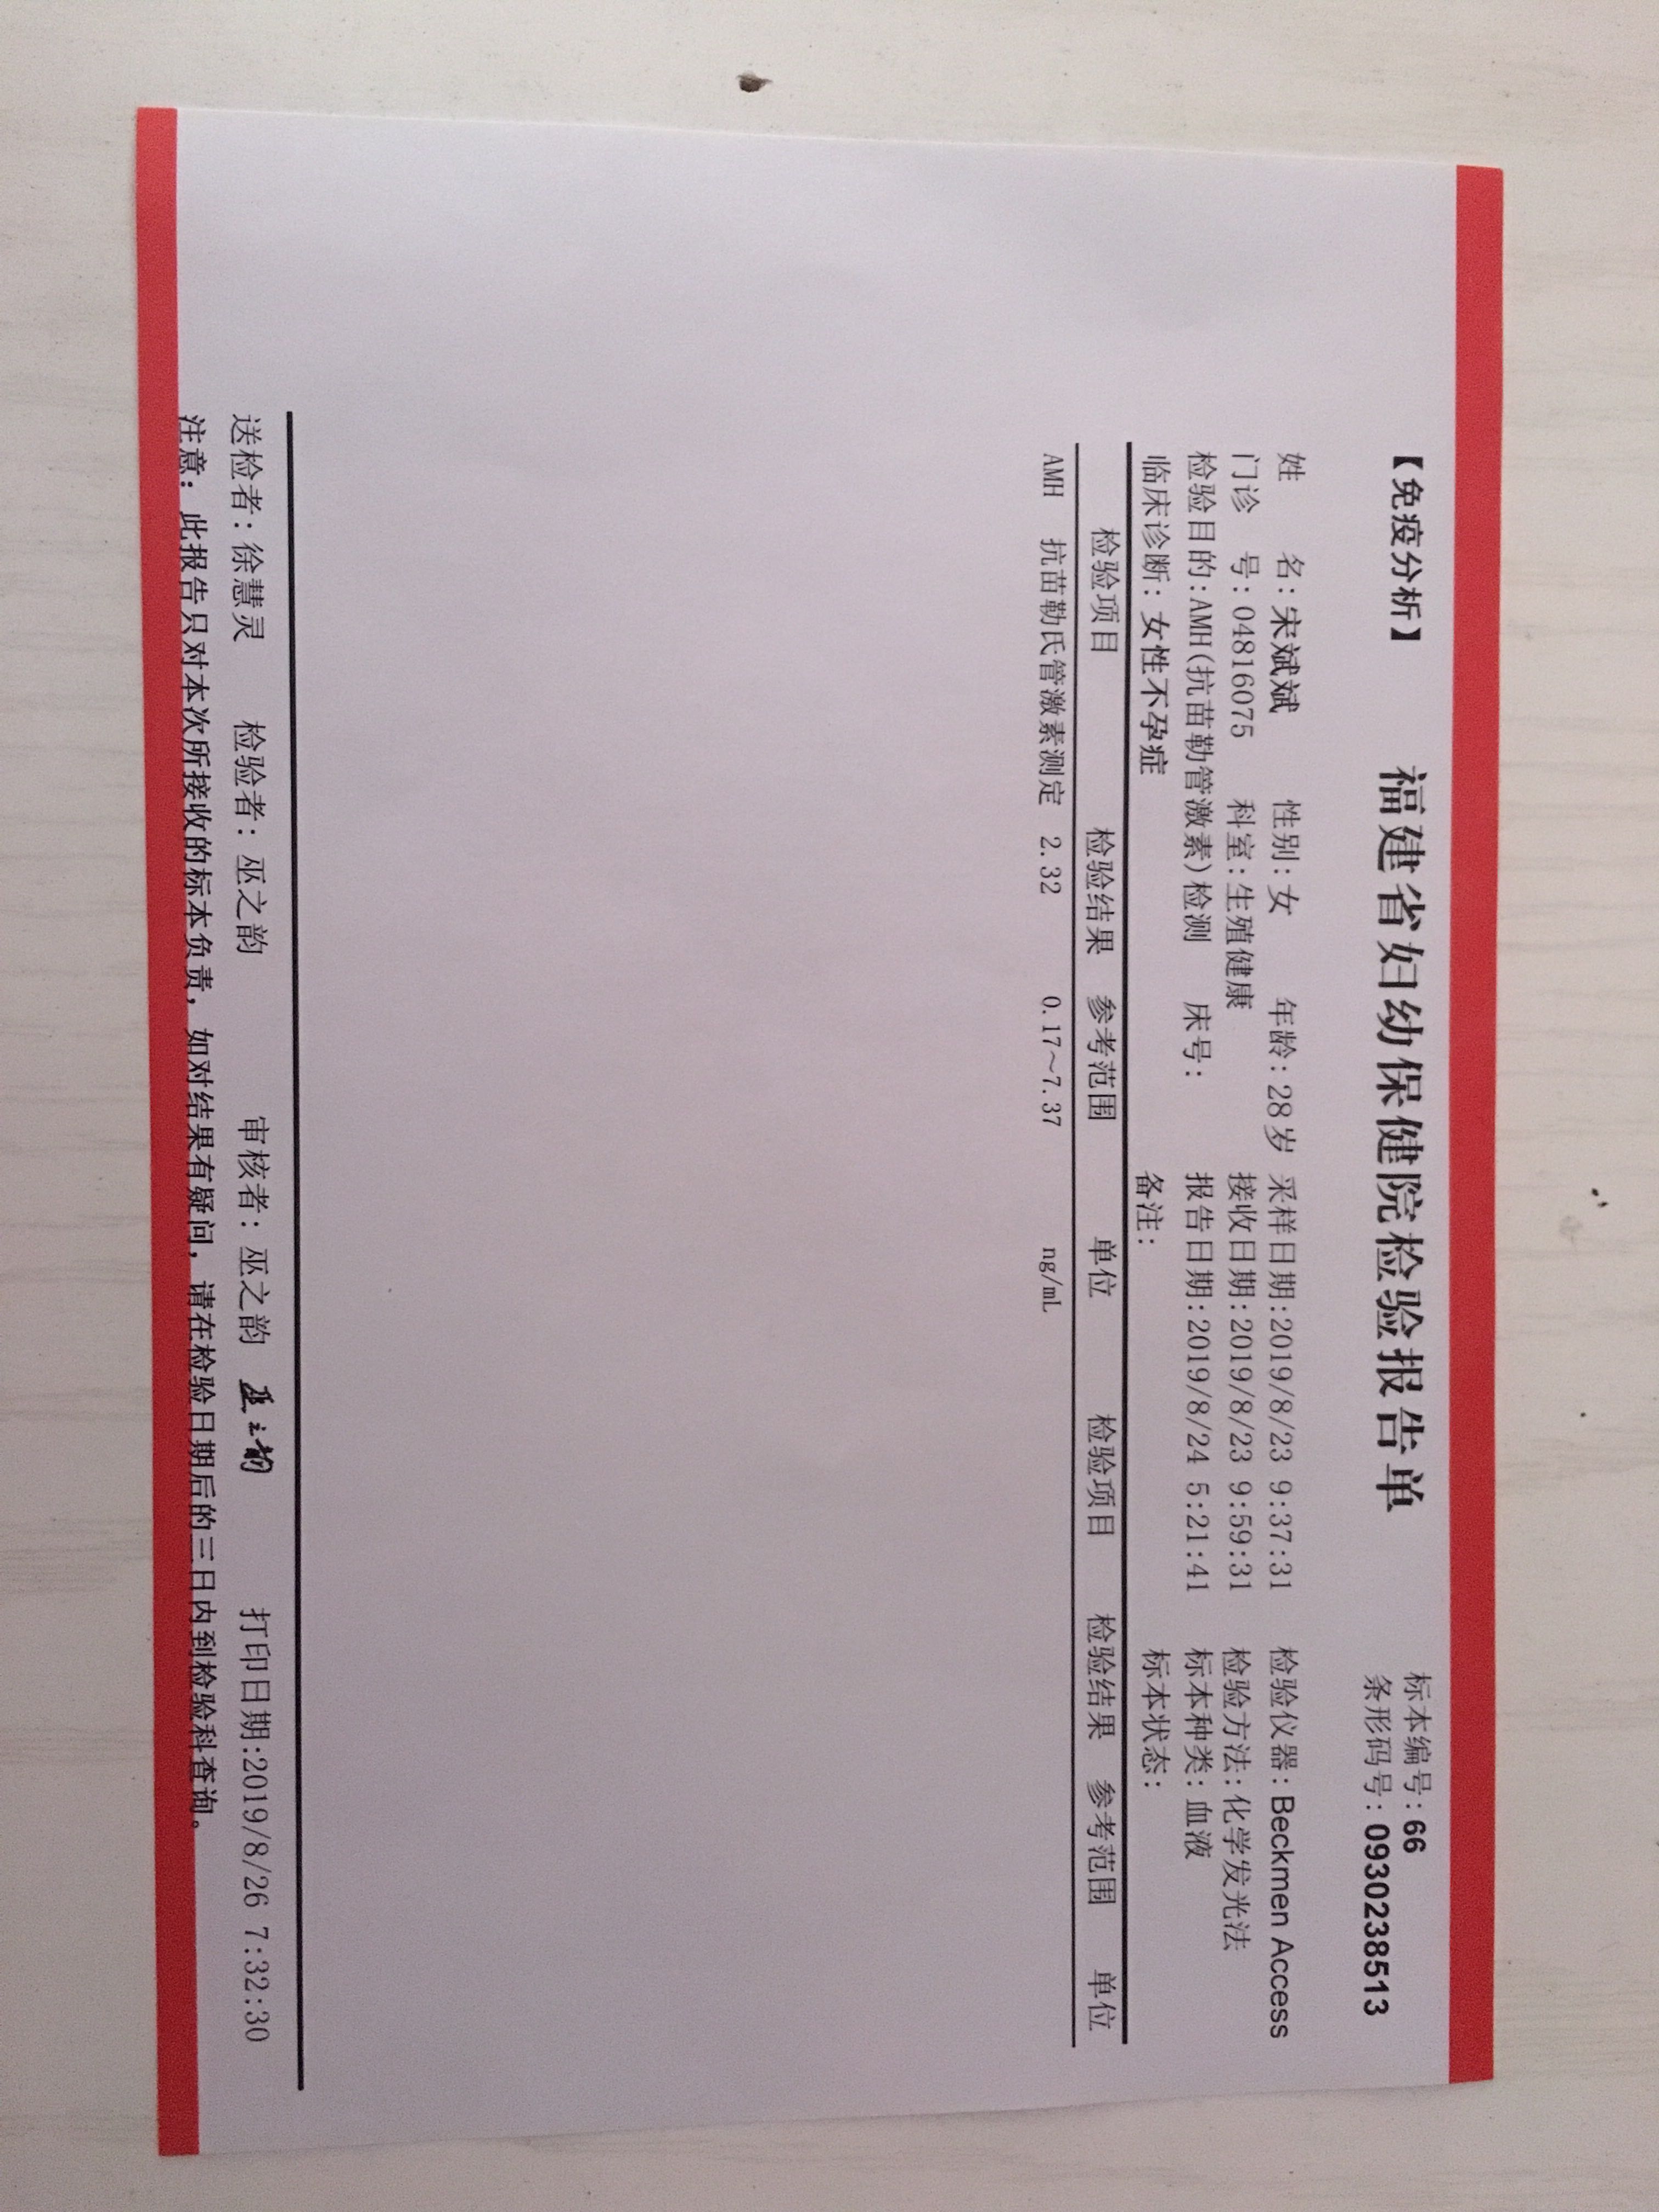 标本编号:66
【免疫分析】 福建省妇幼保健院检验报告单 条形码号:0930238513
姓 名:宋斌斌 性别:女 年龄:28岁 采样日期:2019/8/23 9:37:31 检验仪器:Beckmen Access
门诊 号:04816075 科室:生殖健康 接收日期:2019/8/23 9:59:31 检验方法:化学发光法
检验目的:AMH(抗苗勒管激素)检测 床号: 报告日期:2019/8/24 5:21:41 标本种类:血液
临床诊断:女性不孕症 备注: 标本状态:
检验项目 检验结果 参考范围 单位 检验项目 检验结果 参考范围 单位
AMH 抗苗勒氏管激素测定 2.32 0.17~7.37 ng/mL
送检者:徐慧灵 检验者:巫之韵 审核者:巫之韵 巫之韵 打印日期:2019/8/26 7:32:30
注意:此报告只对本次所接收的标本负责,如对结果有疑问,请在检验日期后的三日内到检验科查询。